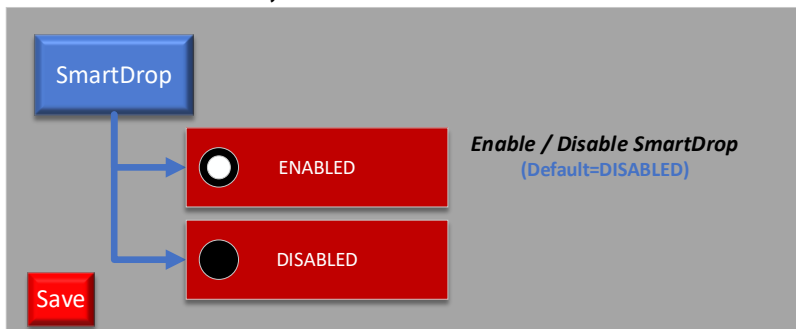 SmartDrop
ENABLED
Enable / Disable SmartDrop
(Default=DISABLED)
DISABLED
Save